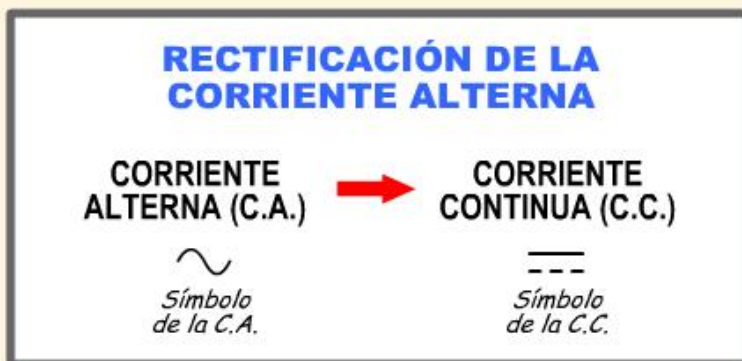 RECTIFICACIÓN DE LA
CORRIENTE ALTERNA
CORRIENTE
ALTERNA (C.A.)
CORRIENTE
CONTINUA (C.C.)
Símbolo
de la C.A.
Símbolo
de la C.C.